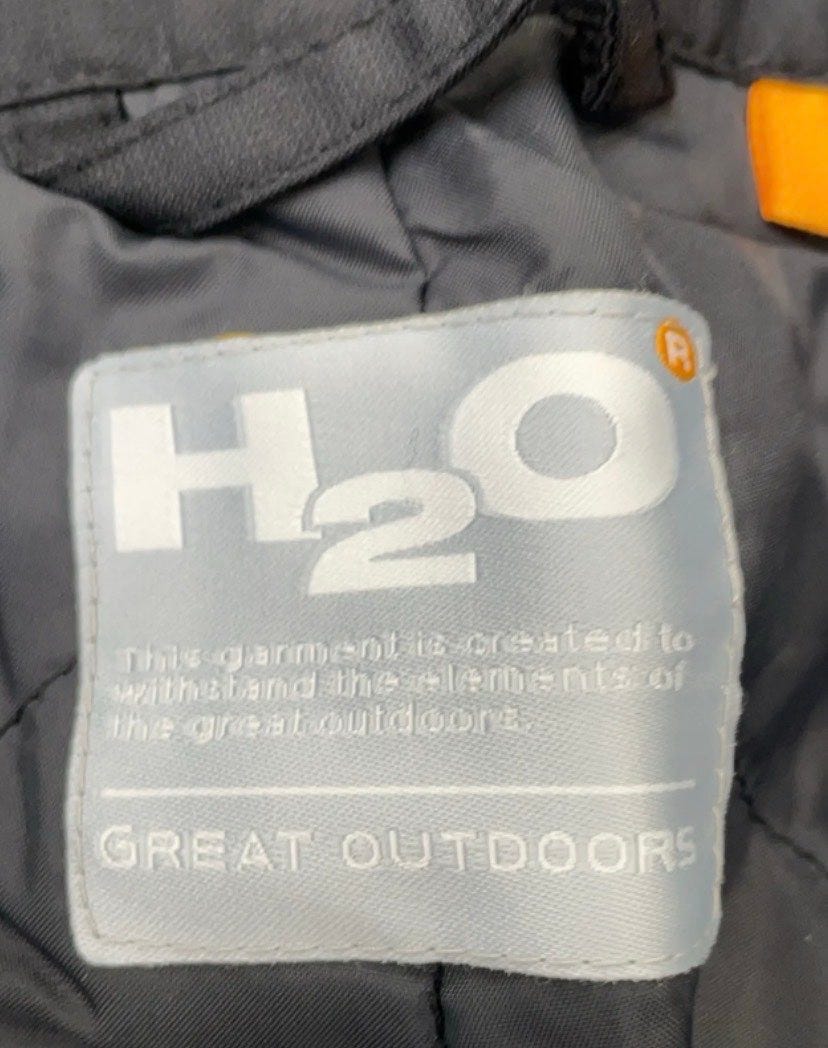 H2O®
This garment is created to
withstand the elements of
the great outdoors.
GREAT OUTDOORS